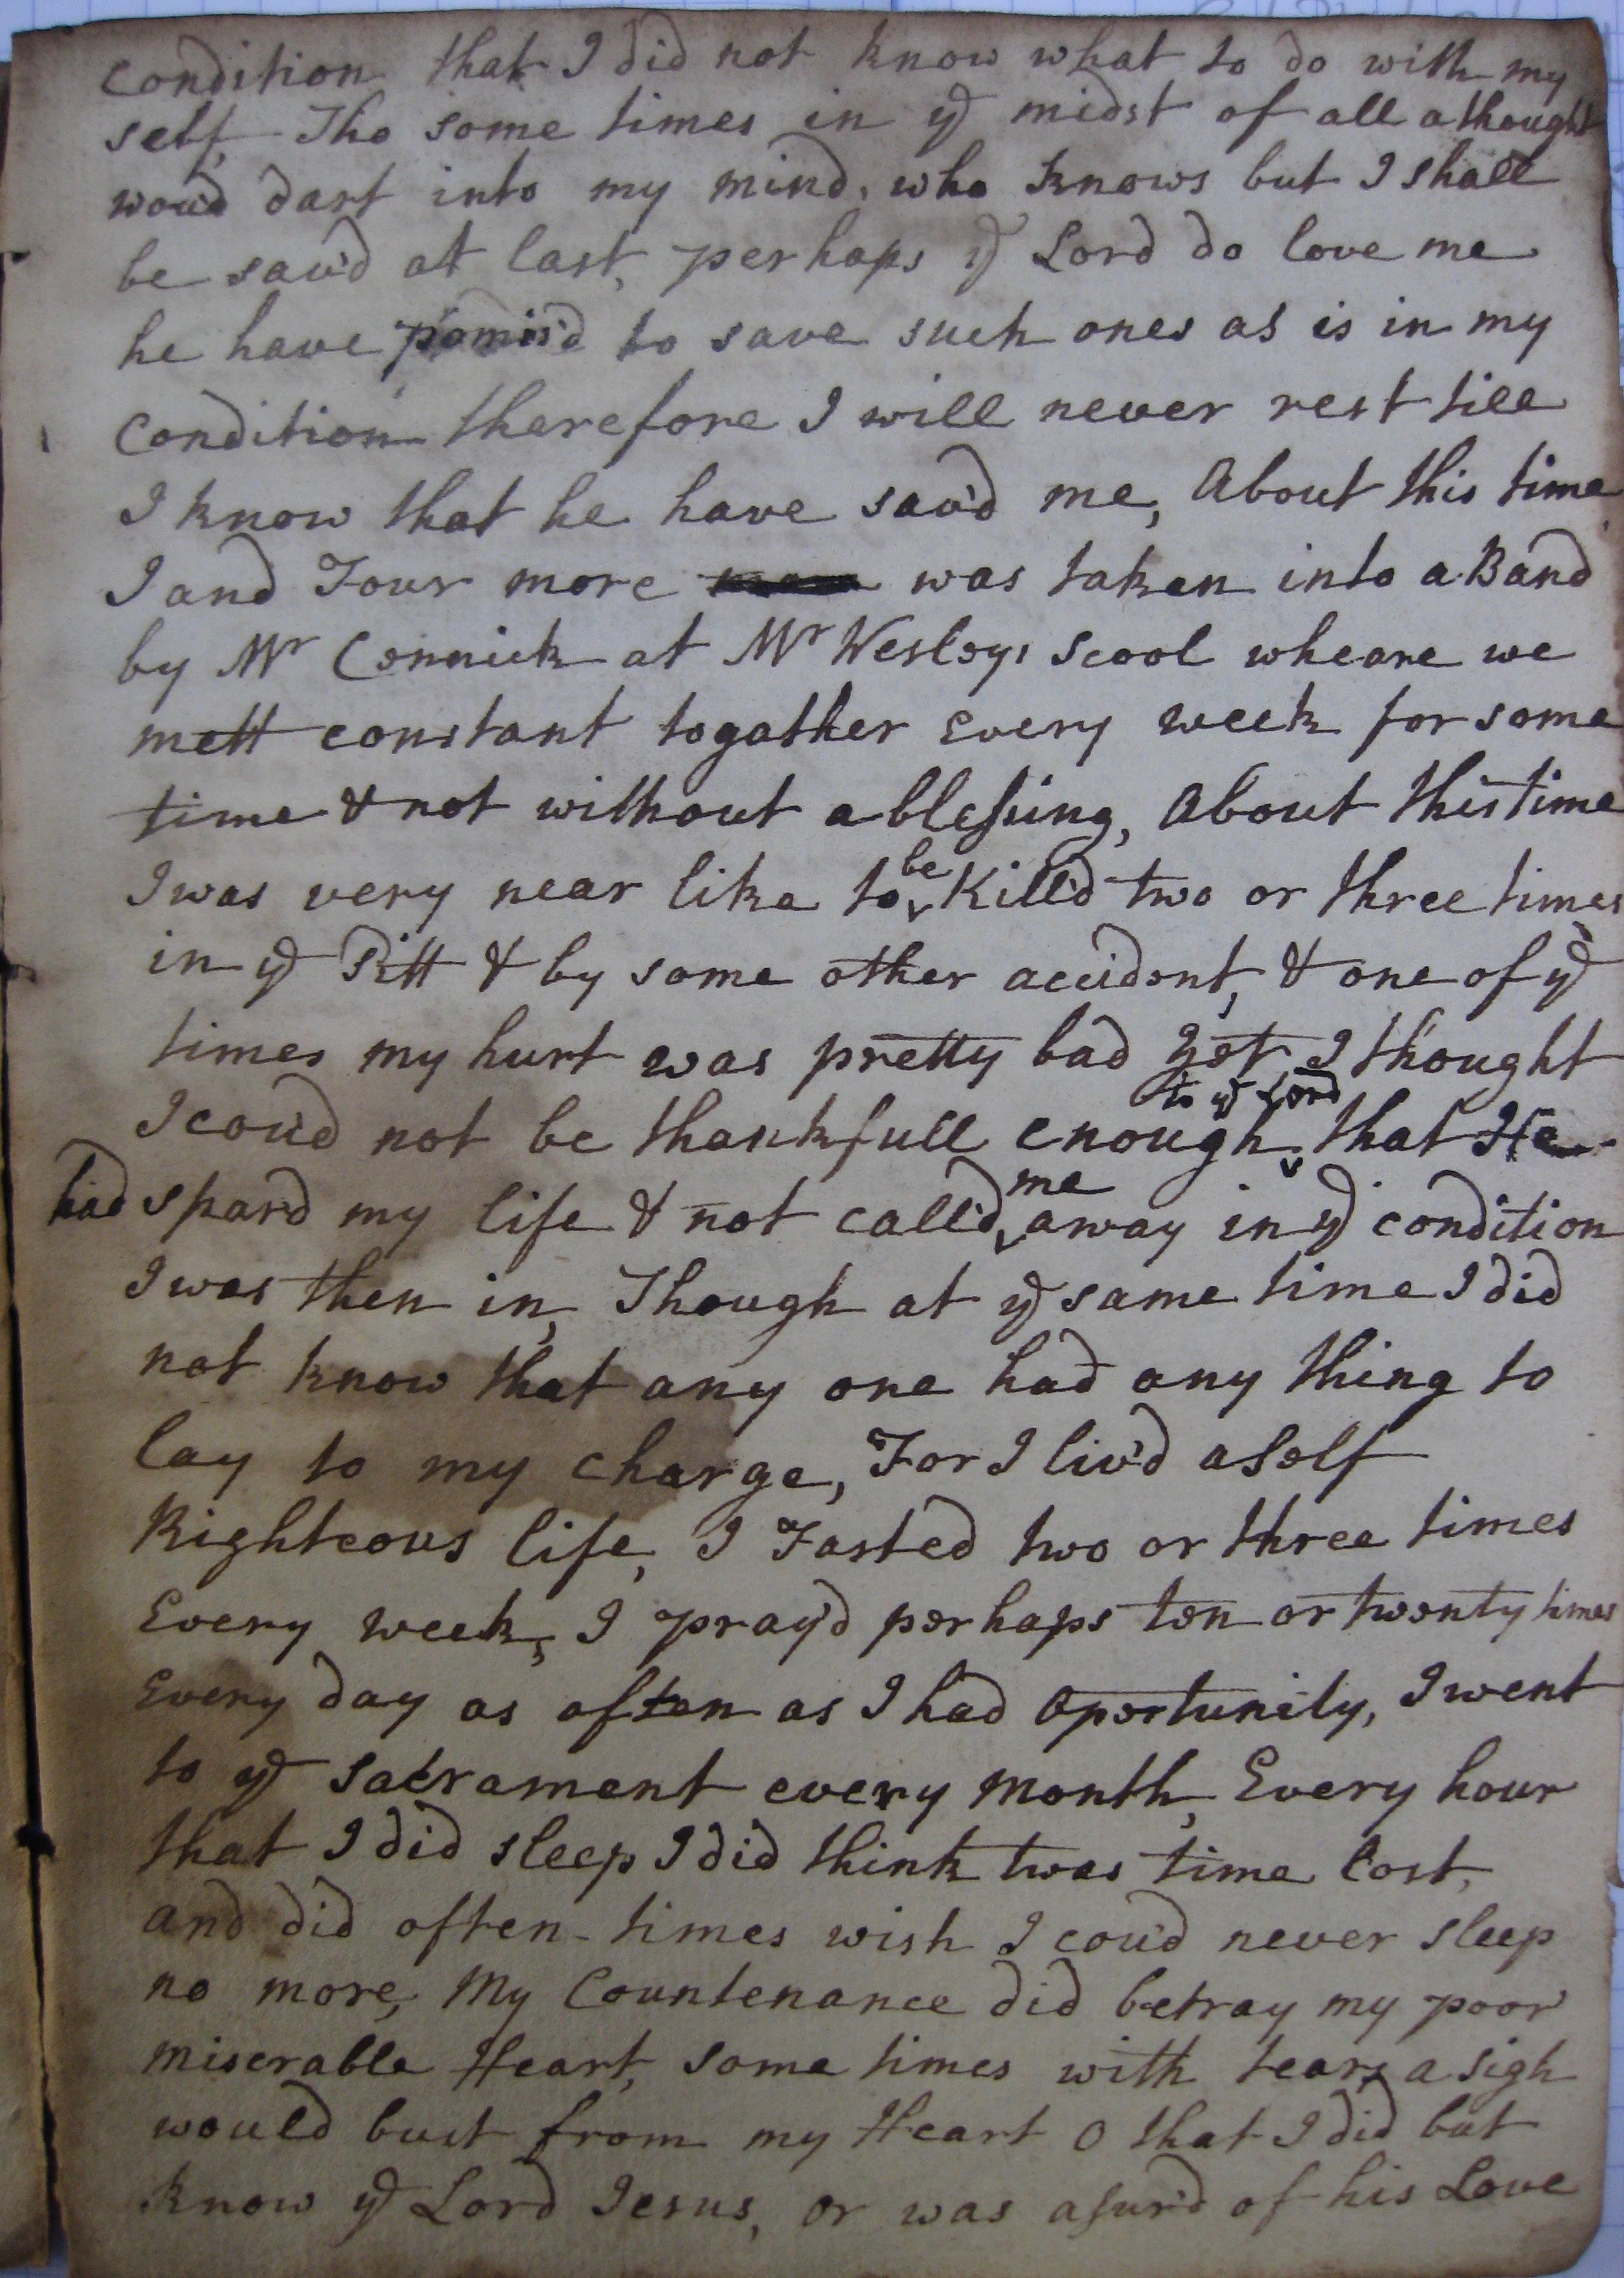 condition that I did not know what to do with my
self, Tho some times in ye midst of all a thought
wou'd dart into my mind, who knows but I shall
be sav'd at last, perhaps ye Lord do love me
he have promis'd to save such ones as is in my
Condition therefore I will never rest till
I know that he have sav'd me, About this time
I and Four more was taken into a Band
by Mr Cennick at Mr Wesleys Scool wheare we
mett constant togather Every week for some
time & not without a blessing, About this time
I was very near like to be Kill'd two or three times
in ye Pitt & by some other accident, & one of ye
times my hurt was pretty bad Yet, I thought
I cou'd not be thankfull enough to ye Lord that He
had spard my life & not call'd me away in ye condition
I was then in, Though at ye same time I did
not know that any one had any thing to
lay to my charge, For I liv'd a Self
Righteous life, I Fasted two or three times
Every week, I pray'd perhaps ten or twenty times
Every day as often as I had Oportunity, I went
to ye Sacrament every month, Every hour
that I did sleep I did think twas time Lost,
and did often times wish I cou'd never sleep
no more, My Countenance did betray my poor
miserable Heart, some times with tears a sigh
would bust from my Heart O that I did but
know ye Lord Jesus, or was asur'd of his Love